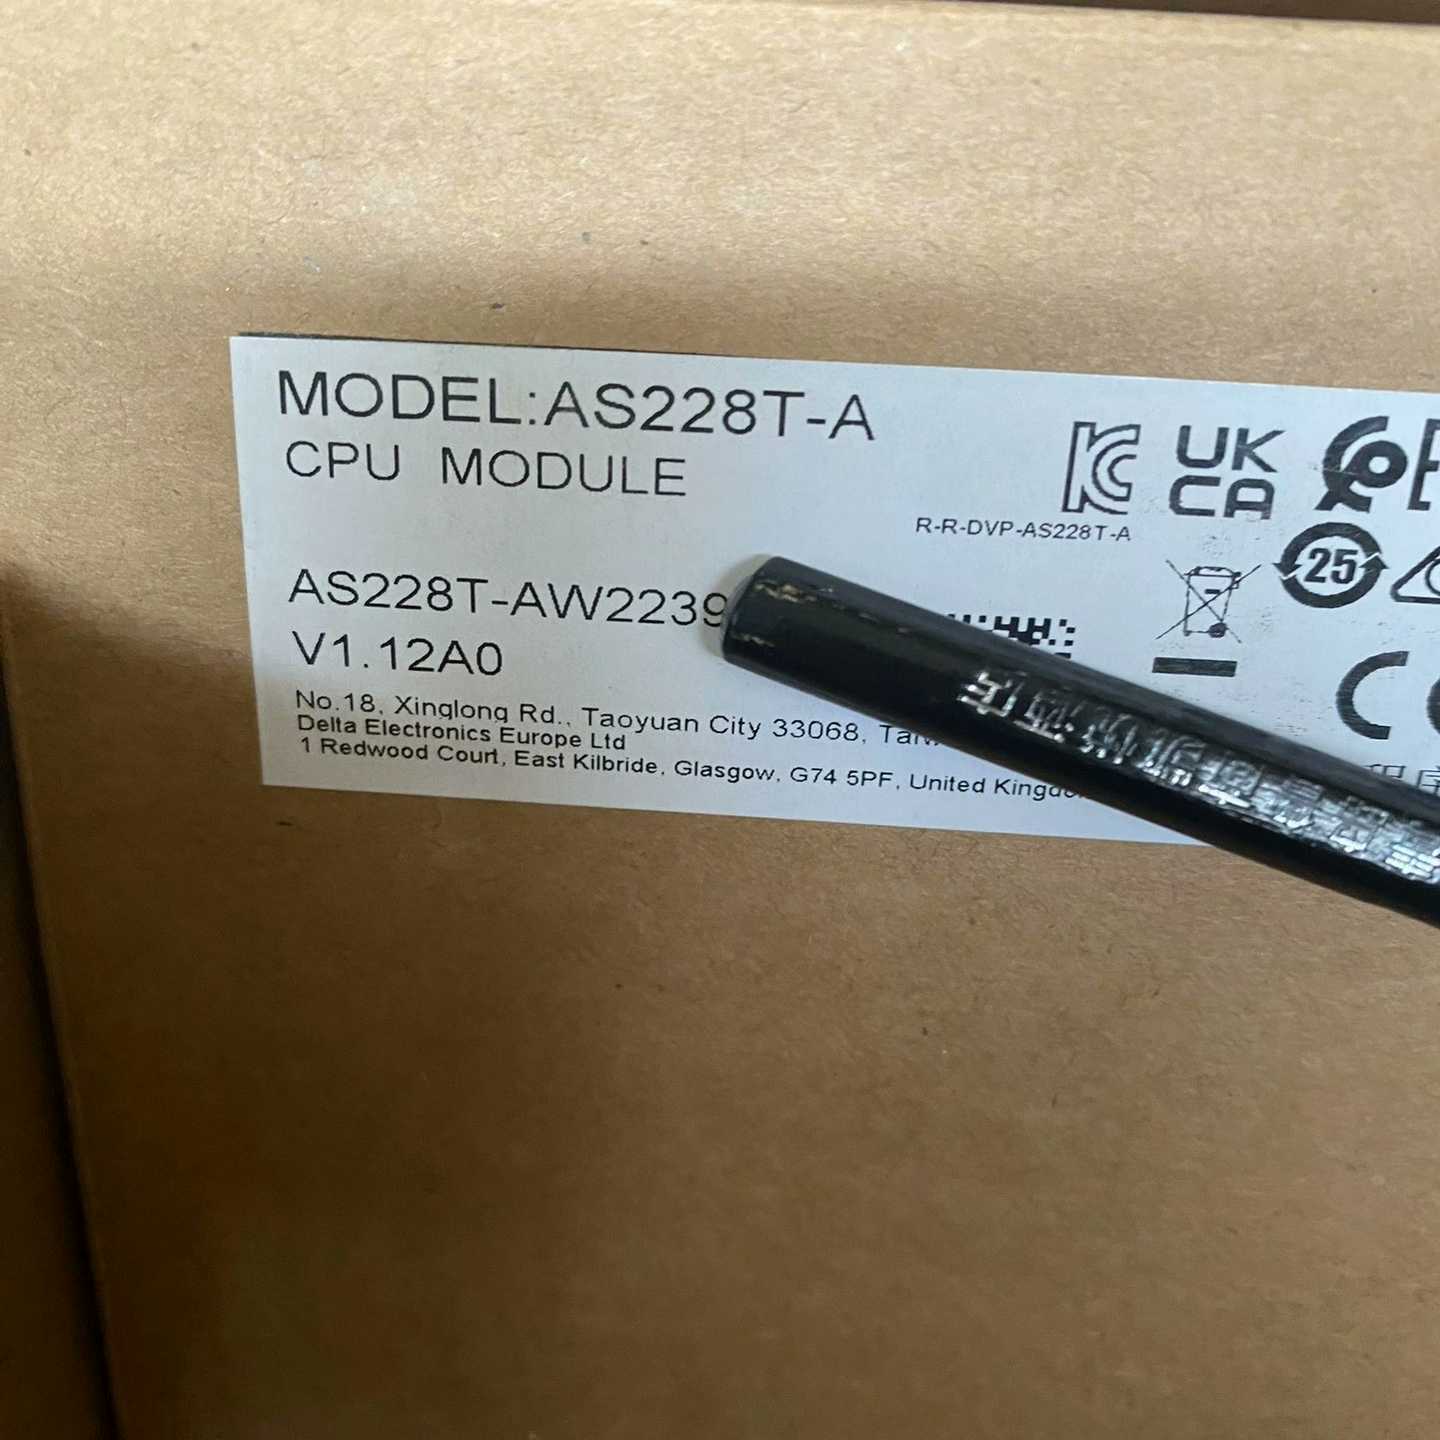 MODEL:AS228T-A
CPU MODULE
R-R-DVP-AS228T-A
UK
CA
25
AS228T-AW2239
V1.12A0
No.18, Xinglong Rd., Taoyuan City 33068,
Delta Electronics Europe Ltd
1 Redwood Court, East Kilbride, Glasgow, G74 5PF, United